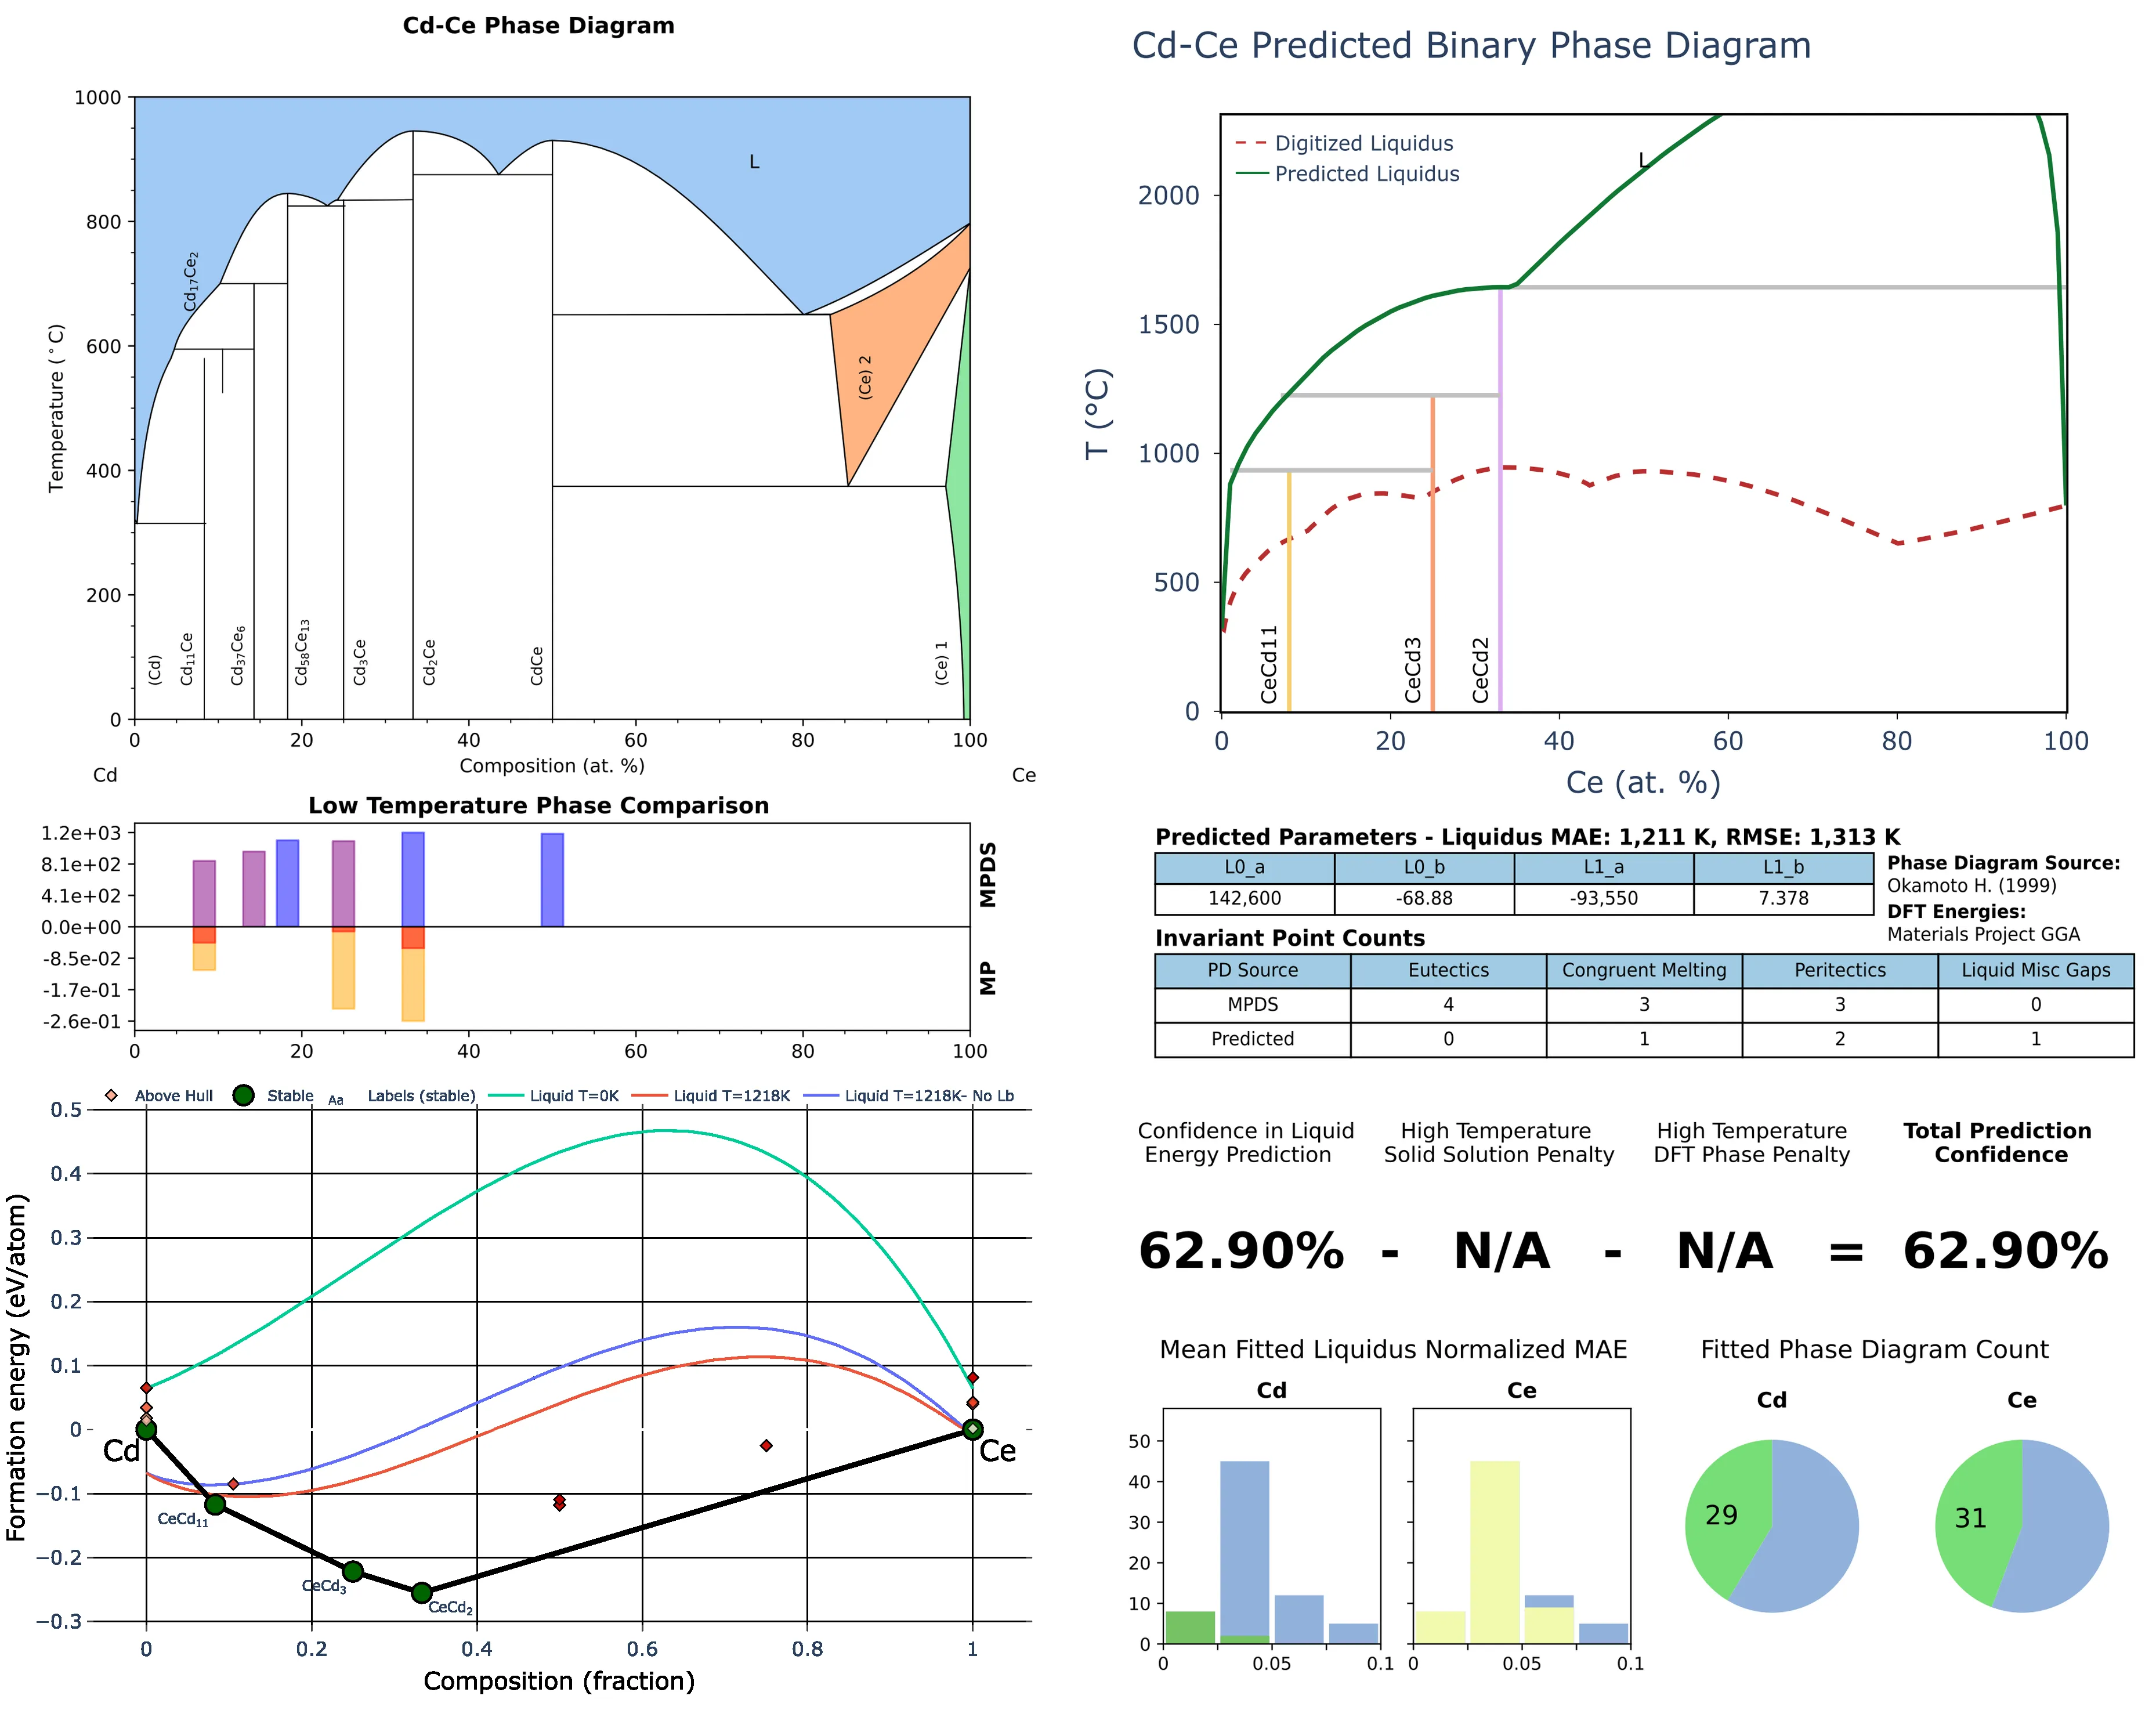 Cd-Ce Phase Diagram
1000
800
600
400
200
0
Temperature (°C)
L
Cd17Ce2
(Ce) 2
(Cd)
Cd11Ce
Cd37Ce6
Cd58Ce13
Cd3Ce
Cd2Ce
CdCe
(Ce) 1
0 20 40 60 80 100
Composition (at. %)
Cd Ce
Low Temperature Phase Comparison
1.2e+03
8.1e+02
4.1e+02
0.0e+00
-8.5e-02
-1.7e-01
-2.6e-01
MPDS
MP
0 20 40 60 80 100
Above Hull Stable Aa Labels (stable) Liquid T=0K Liquid T=1218K Liquid T=1218K- No Lb
0.5
0.4
0.3
0.2
0.1
0
−0.1
−0.2
−0.3
Formation energy (eV/atom)
Cd
Ce
CeCd11
CeCd3
CeCd2
0 0.2 0.4 0.6 0.8 1
Composition (fraction)
Cd-Ce Predicted Binary Phase Diagram
Digitized Liquidus
Predicted Liquidus
L
2000
1500
1000
500
0
T (°C)
CeCd11
CeCd3
CeCd2
0 20 40 60 80 100
Ce (at. %)
Predicted Parameters - Liquidus MAE: 1,211 K, RMSE: 1,313 K
L0_a L0_b L1_a L1_b
142,600 -68.88 -93,550 7.378
Phase Diagram Source:
Okamoto H. (1999)
DFT Energies:
Materials Project GGA
Invariant Point Counts
PD Source Eutectics Congruent Melting Peritectics Liquid Misc Gaps
MPDS 4 3 3 0
Predicted 0 1 2 1
Confidence in Liquid
Energy Prediction
High Temperature
Solid Solution Penalty
High Temperature
DFT Phase Penalty
Total Prediction
Confidence
62.90% - N/A - N/A = 62.90%
Mean Fitted Liquidus Normalized MAE
Cd
Ce
50
40
30
20
10
0
0 0.05 0.1
0 0.05 0.1
Fitted Phase Diagram Count
Cd
Ce
29
31